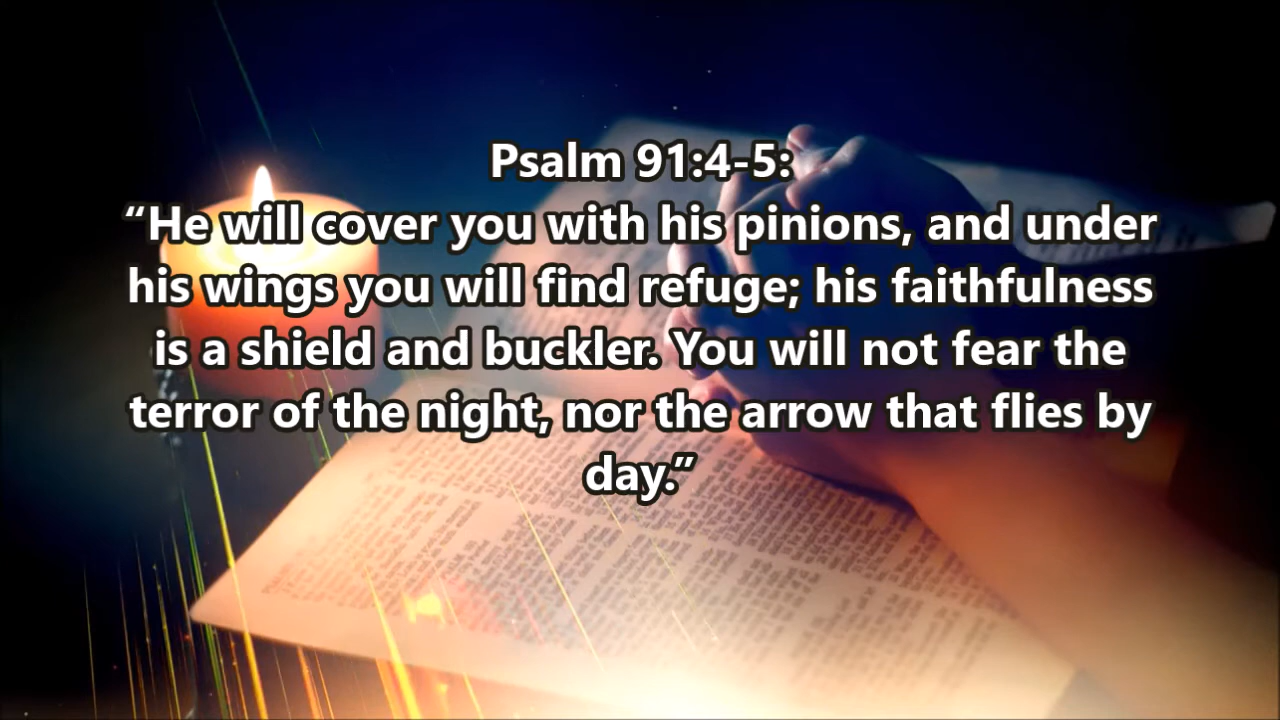 Psalm 91:4-5:
“He will cover you with his pinions, and under
his wings you will find refuge; his faithfulness
is a shield and buckler. You will not fear the
terror of the night, nor the arrow that flies by
day.”